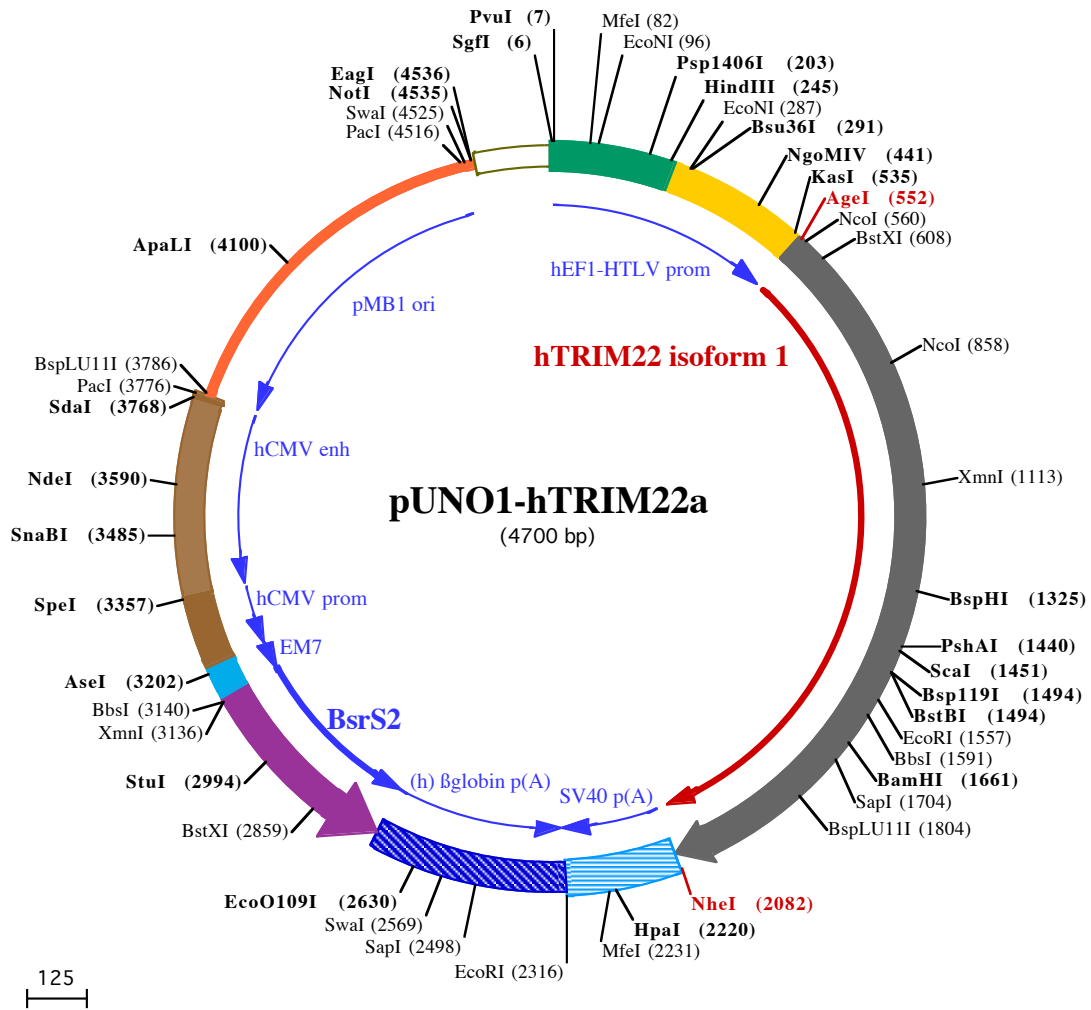 PvuI (7)
SgfI (6)
MfeI (82)
EcoNI (96)
Psp1406I (203)
HindIII (245)
EcoNI (287)
Bsu36I (291)
NgoMIV (441)
KasI (535)
AgeI (552)
NcoI (560)
BstXI (608)
NcoI (858)
XmnI (1113)
BspHI (1325)
PshAI (1440)
ScaI (1451)
Bsp119I (1494)
BstBI (1494)
EcoRI (1557)
BbsI (1591)
BamHI (1661)
SapI (1704)
BspLU11I (1804)
NheI (2082)
HpaI (2220)
MfeI (2231)
EcoRI (2316)
SapI (2498)
SwaI (2569)
EcoO109I (2630)
BstXI (2859)
StuI (2994)
XmnI (3136)
BbsI (3140)
AseI (3202)
SpeI (3357)
SnaBI (3485)
NdeI (3590)
SdaI (3768)
PacI (3776)
BspLU11I (3786)
ApaLI (4100)
PacI (4516)
SwaI (4525)
NotI (4535)
EagI (4536)
hEF1-HTLV prom
pMB1 ori
hTRIM22 isoform 1
hCMV enh
pUNO1-hTRIM22a
(4700 bp)
hCMV prom
EM7
BsrS2
(h) ßglobin p(A)
SV40 p(A)
125